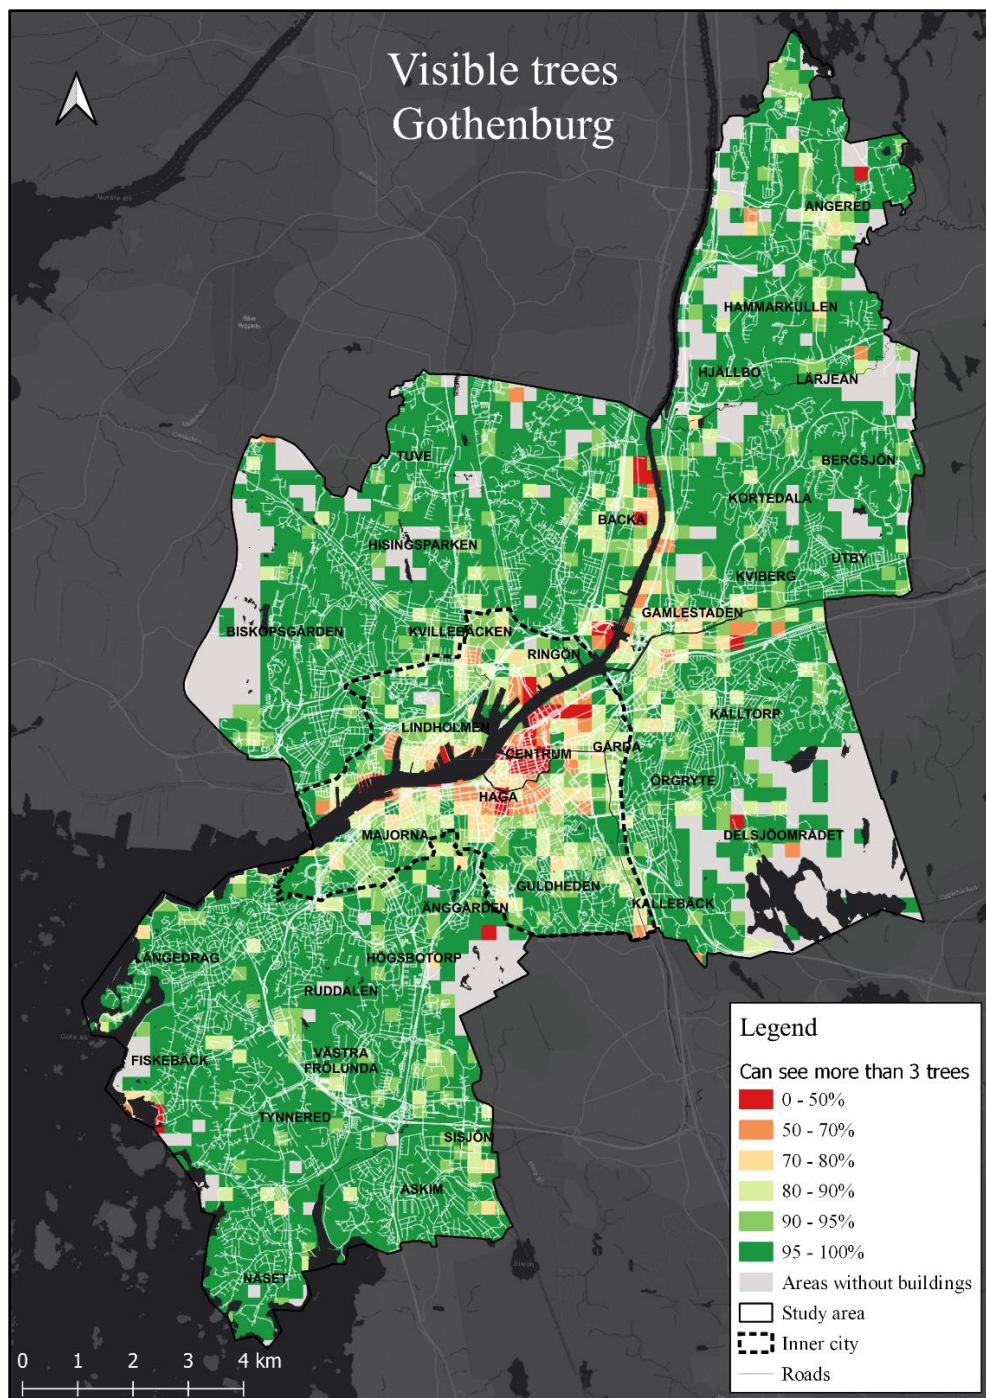 Visible trees
Gothenburg
Nordre älv
ANGERED
HAMMARKULLEN
HJÄLLBO
LÄRJEÅN
TUVE
BERGSJÖN
KORTEDALA
BACKA
HISINGSPARKEN
UTBY
KVIBERG
GAMLESTADEN
BISKOPSGÅRDEN
KVILLEBÄCKEN
RINGÖN
KÄLLTORP
LINDHOLMEN
CENTRUM
GÅRDA
ÖRGRYTE
HAGA
MAJORNA
DELSJÖOMRÅDET
GULDHEDEN
ÄNGGÅRDEN
KALLEBÄCK
LÅNGEDRAG
HÖGSBOTORP
RUDDALEN
FISKEBÄCK
VÄSTRA
FRÖLUNDA
TYNNERED
SISJÖN
ASKIM
NÄSET
Legend
Can see more than 3 trees
0 - 50%
50 - 70%
70 - 80%
80 - 90%
90 - 95%
95 - 100%
Areas without buildings
Study area
Inner city
Roads
0 1 2 3 4 km